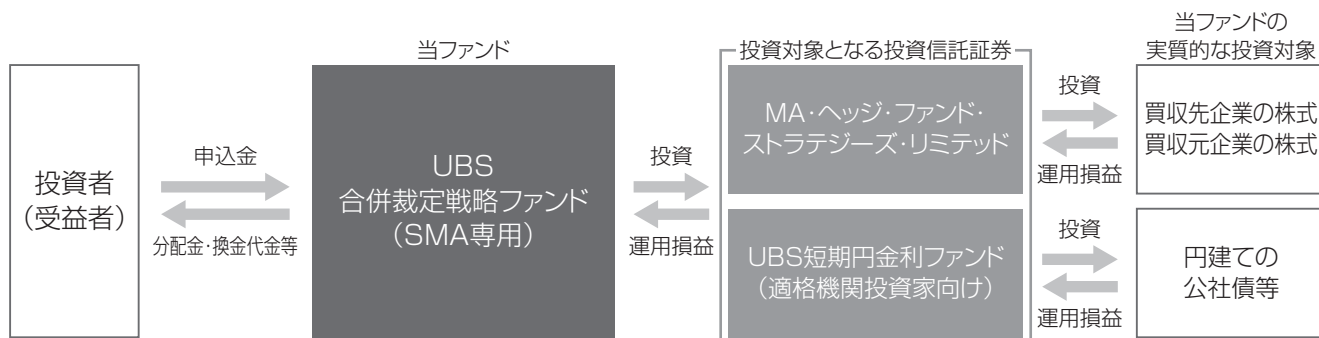 投資者
(受益者)
申込金
分配金・換金代金等
当ファンド
UBS
合併裁定戦略ファンド
(SMA専用)
投資
運用損益
投資対象となる投資信託証券
MA・ヘッジ・ファンド・
ストラテジーズ・リミテッド
UBS短期円金利ファンド
(適格機関投資家向け)
投資
運用損益
投資
運用損益
当ファンドの
実質的な投資対象
買収先企業の株式
買収元企業の株式
円建ての
公社債等